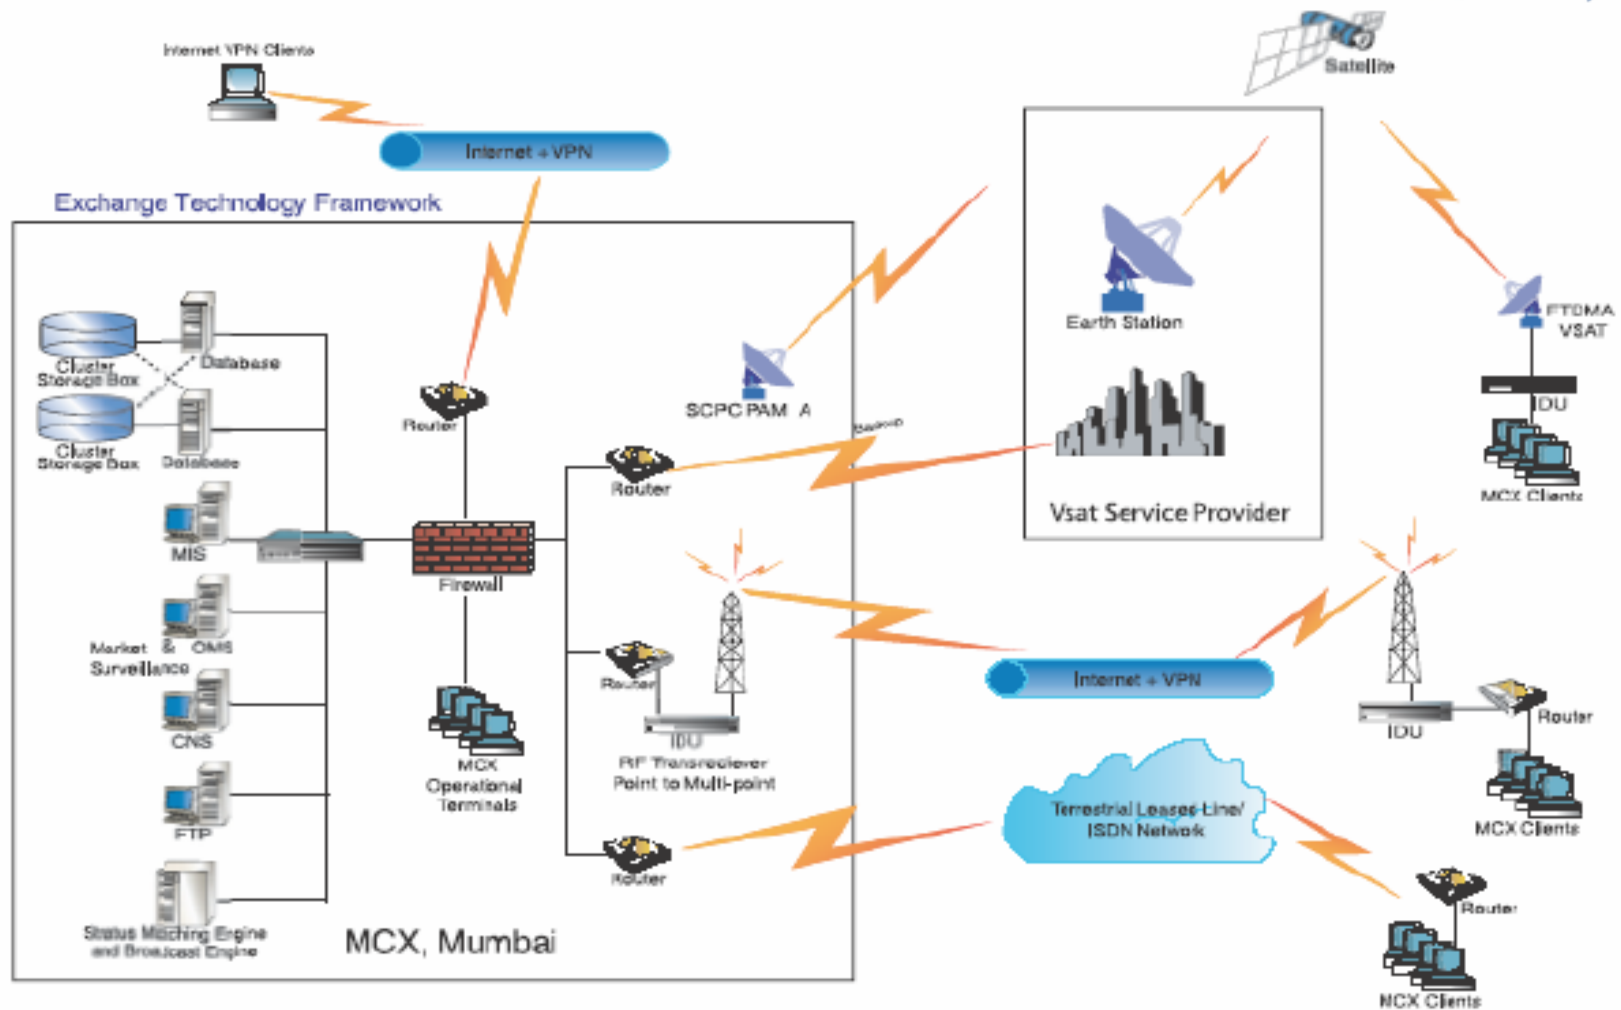 Internet VPN Clients
Satellite
Internet + VPN
Exchange Technology Framework
Earth Station
FTDMA
VSAT
Cluster
Storage Box
Database
SCPC PAM A
IDU
Router
Backup
Cluster
Storage Box
Database
Router
MCX Clients
Vsat Service Provider
MIS
Firewall
Market & OMS
Surveillance
Router
Internet + VPN
Router
IDU
CNS
IDU
MCX
Operational
Terminals
RF Transreciever
Point to Multi-point
Terrestrial Leases Line/
ISDN Network
FTP
MCX Clients
Router
Router
Status Matching Engine
and Broadcast Engine
MCX, Mumbai
MCX Clients